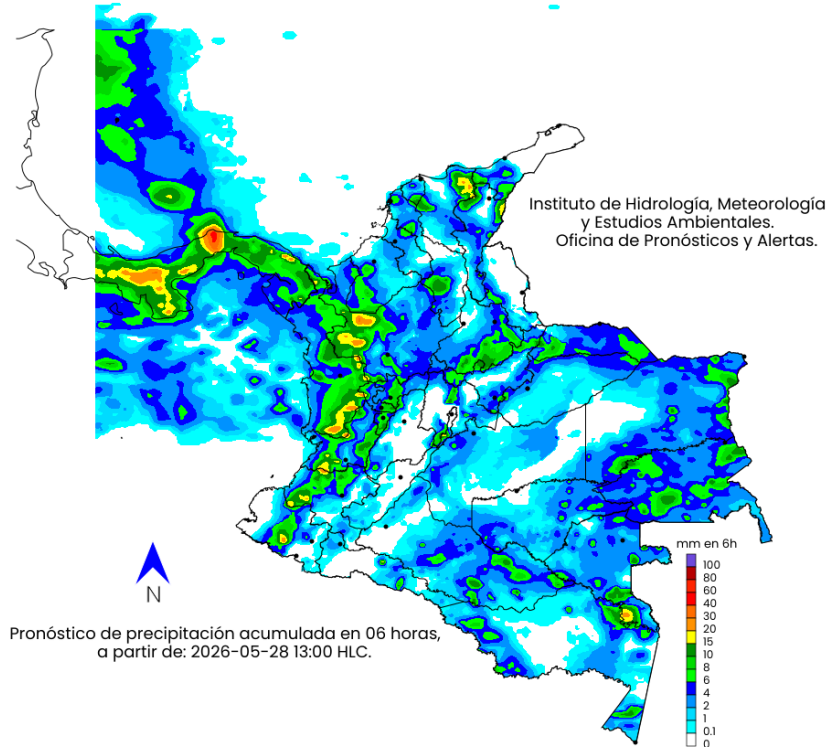 Instituto de Hidrología, Meteorología
y Estudios Ambientales.
Oficina de Pronósticos y Alertas.
mm en 6h
100
80
60
40
30
20
15
10
8
6
4
2
1
0.1
0
N
Pronóstico de precipitación acumulada en 06 horas,
a partir de: 2026-05-28 13:00 HLC.